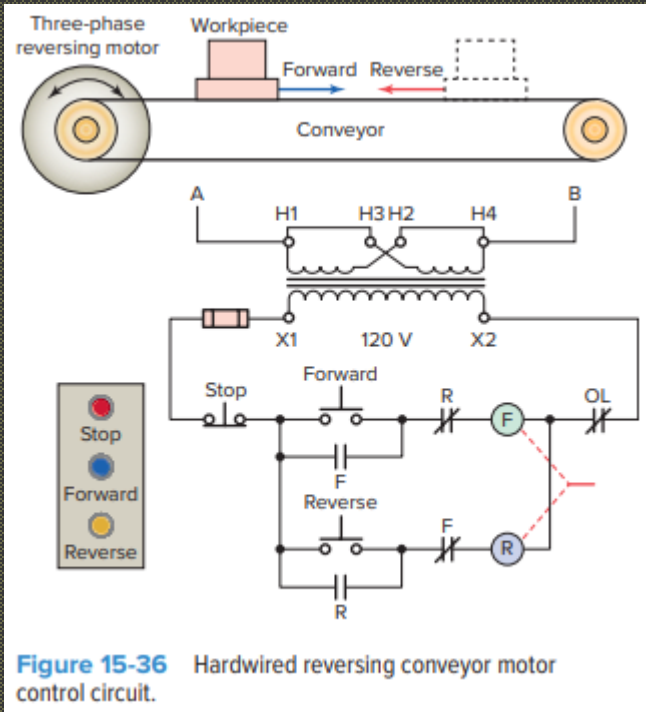 Three-phase
reversing motor
Workpiece
Forward
Reverse
Conveyor
A
B
H1
H3 H2
H4
X1
120 V
X2
Stop
Forward
R
F
OL
F
Reverse
F
R
R
Stop
Forward
Reverse
Figure 15-36 Hardwired reversing conveyor motor
control circuit.